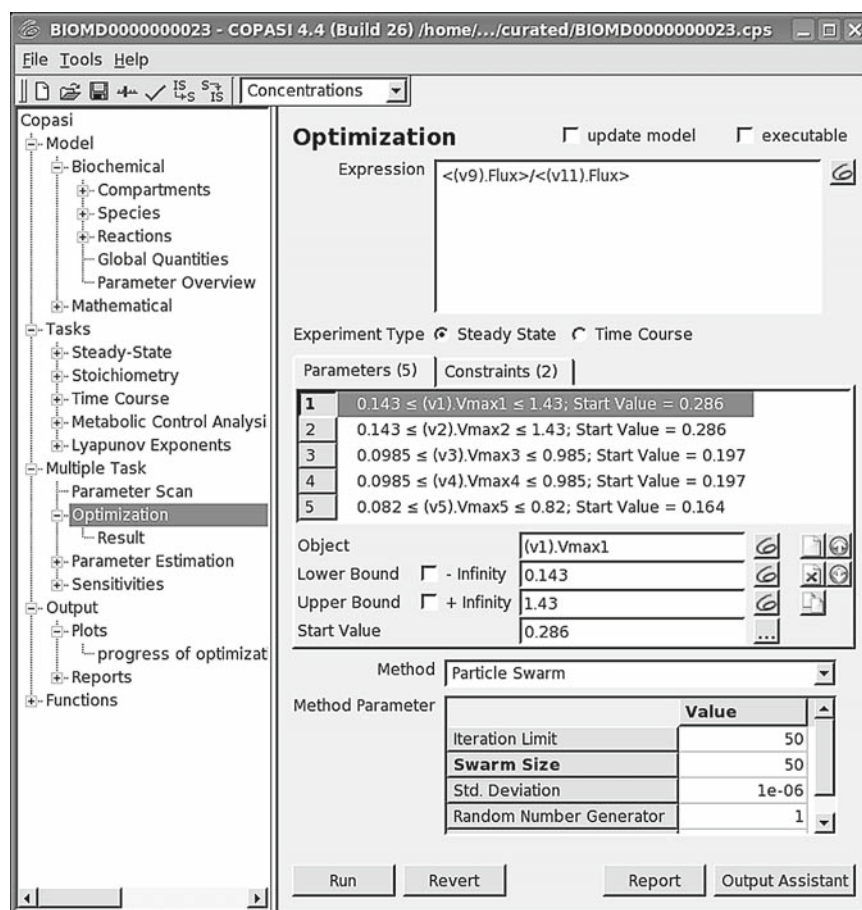 BIOMD0000000023 - COPASI 4.4 (Build 26) /home/.../curated/BIOMD0000000023.cps
File Tools Help
Concentrations
Copasi
Model
Biochemical
Compartments
Species
Reactions
Global Quantities
Parameter Overview
Mathematical
Tasks
Steady-State
Stoichiometry
Time Course
Metabolic Control Analysi
Lyapunov Exponents
Multiple Task
Parameter Scan
Optimization
Result
Parameter Estimation
Sensitivities
Output
Plots
progress of optimizat
Reports
Functions
Optimization update model executable
Expression <(v9).Flux>/<(v11).Flux>
Experiment Type Steady State Time Course
Parameters (5) Constraints (2)
1 0.143 ≤ (v1).Vmax1 ≤ 1.43; Start Value = 0.286
2 0.143 ≤ (v2).Vmax2 ≤ 1.43; Start Value = 0.286
3 0.0985 ≤ (v3).Vmax3 ≤ 0.985; Start Value = 0.197
4 0.0985 ≤ (v4).Vmax4 ≤ 0.985; Start Value = 0.197
5 0.082 ≤ (v5).Vmax5 ≤ 0.82; Start Value = 0.164
Object (v1).Vmax1
Lower Bound - Infinity 0.143
Upper Bound + Infinity 1.43
Start Value 0.286 ...
Method Particle Swarm
Method Parameter Value
Iteration Limit 50
Swarm Size 50
Std. Deviation 1e-06
Random Number Generator 1
Run Revert Report Output Assistant